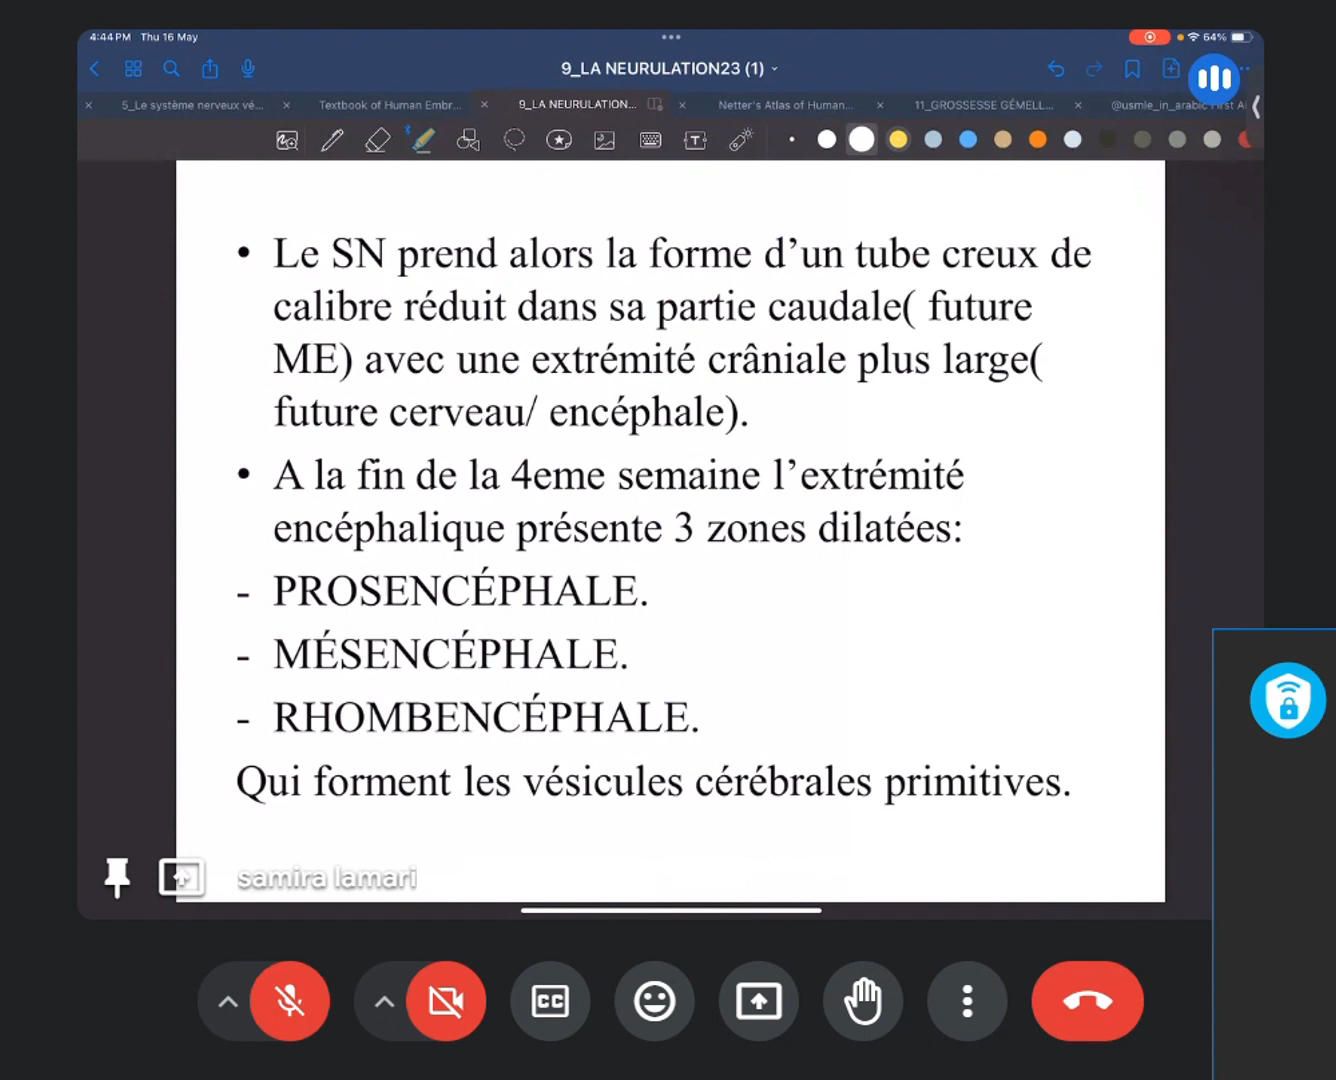 4:44 PM Thu 16 May
64%
9_LA NEURULATION23 (1)
5_Le système nerveux vé...
Textbook of Human Embr...
9_LA NEURULATION...
Netter's Atlas of Human...
11_GROSSESSE GÉMELL...
@usmle_in_arabic First A
• Le SN prend alors la forme d’un tube creux de
calibre réduit dans sa partie caudale( future
ME) avec une extrémité crâniale plus large(
future cerveau/ encéphale).
• A la fin de la 4eme semaine l’extrémité
encéphalique présente 3 zones dilatées:
- PROSENCÉPHALE.
- MÉSENCÉPHALE.
- RHOMBENCÉPHALE.
Qui forment les vésicules cérébrales primitives.
samira lamari
CC